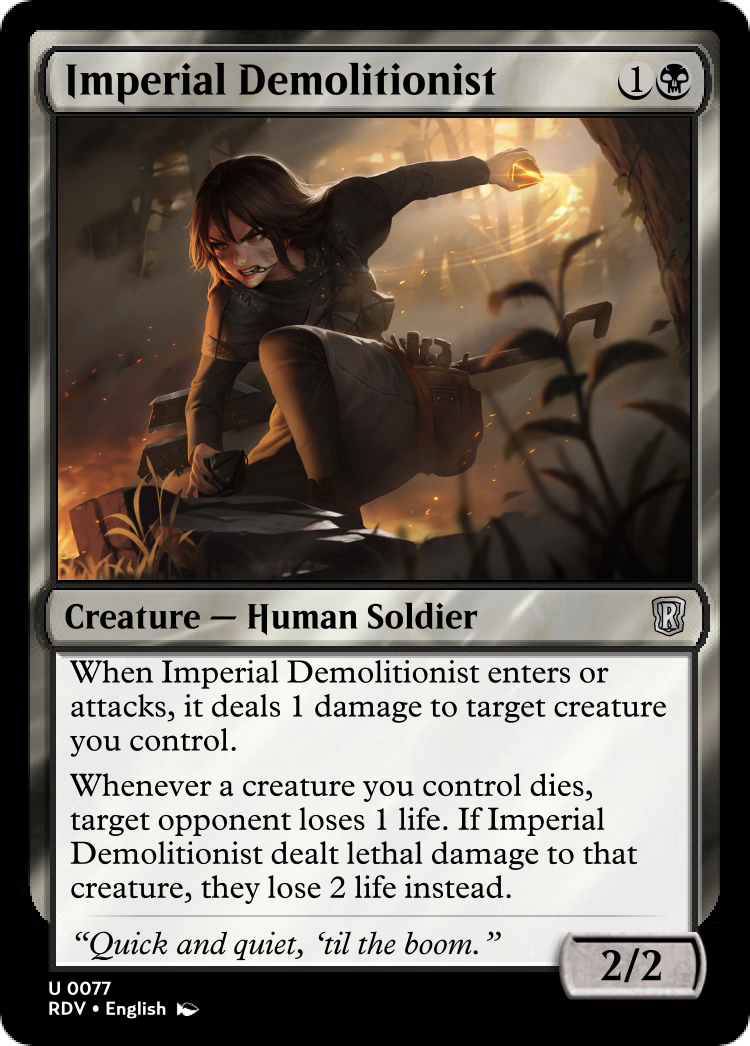 Imperial Demolitionist 1
Creature — Human Soldier R
When Imperial Demolitionist enters or
attacks, it deals 1 damage to target creature
you control.
Whenever a creature you control dies,
target opponent loses 1 life. If Imperial
Demolitionist dealt lethal damage to that
creature, they lose 2 life instead.
“Quick and quiet, ‘til the boom.”
2/2
U 0077
RDV • English